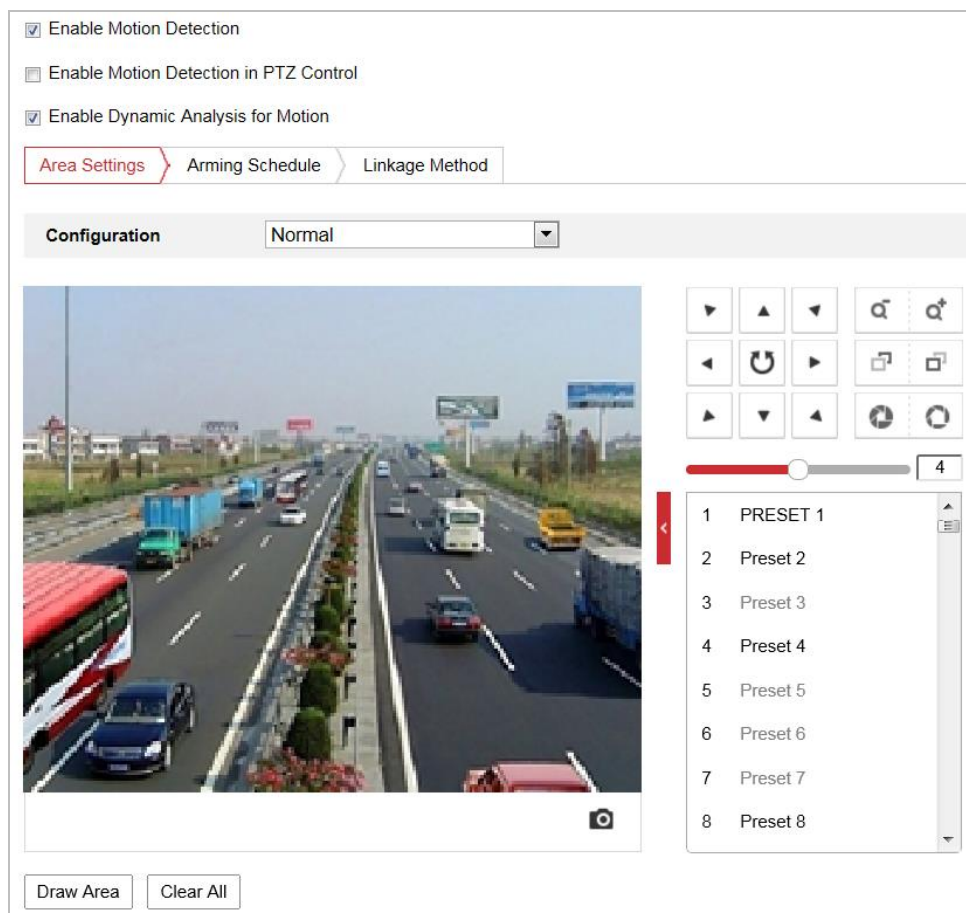 Enable Motion Detection
Enable Motion Detection in PTZ Control
Enable Dynamic Analysis for Motion
Area Settings Arming Schedule Linkage Method
Configuration Normal
4
1 PRESET 1
2 Preset 2
3 Preset 3
4 Preset 4
5 Preset 5
6 Preset 6
7 Preset 7
8 Preset 8
Draw Area Clear All